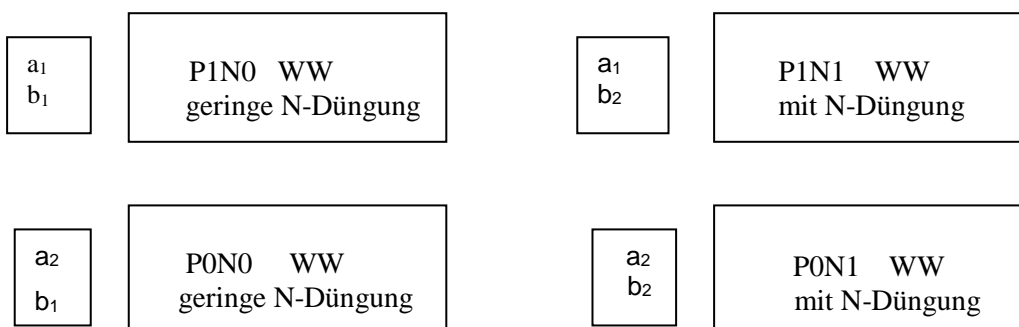 a₁
b₁
P1N0 WW
geringe N-Düngung
a₁
b₂
P1N1 WW
mit N-Düngung
a₂
b₁
P0N0 WW
geringe N-Düngung
a₂
b₂
P0N1 WW
mit N-Düngung